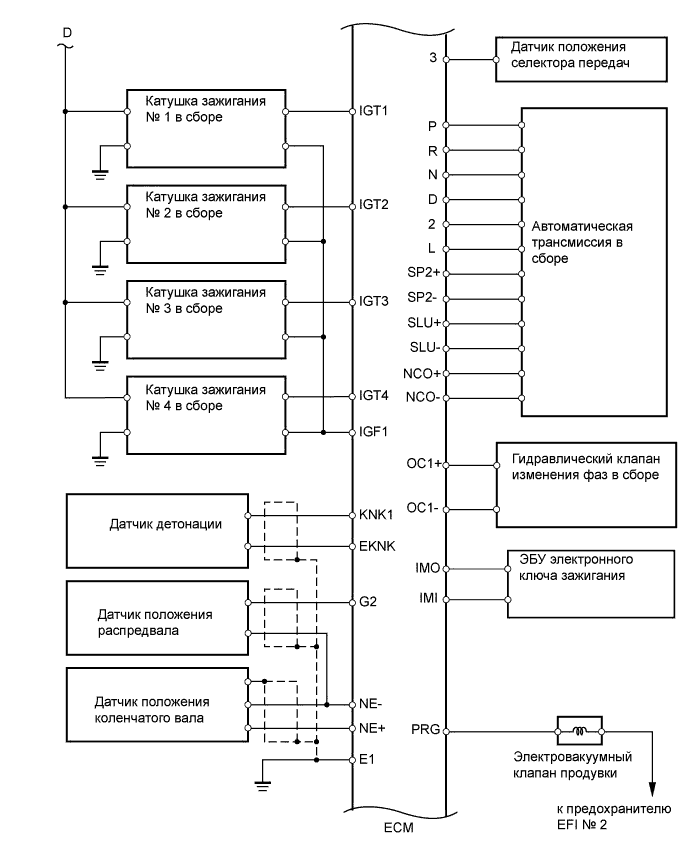 D
Катушка зажигания
№ 1 в сборе
IGT1
Катушка зажигания
№ 2 в сборе
IGT2
Катушка зажигания
№ 3 в сборе
IGT3
Катушка зажигания
№ 4 в сборе
IGT4
IGF1
Датчик детонации
KNK1
EKNK
Датчик положения
распредвала
G2
Датчик положения
коленчатого вала
NE-
NE+
E1
ECM
3
Датчик положения
селектора передач
P
R
N
D
2
L
SP2+
SP2-
SLU+
SLU-
NCO+
NCO-
Автоматическая
трансмиссия в
сборе
OC1+
OC1-
Гидравлический клапан
изменения фаз в сборе
IMO
IMI
ЭБУ электронного
ключа зажигания
PRG
Электровакуумный
клапан продувки
к предохранителю
EFI № 2